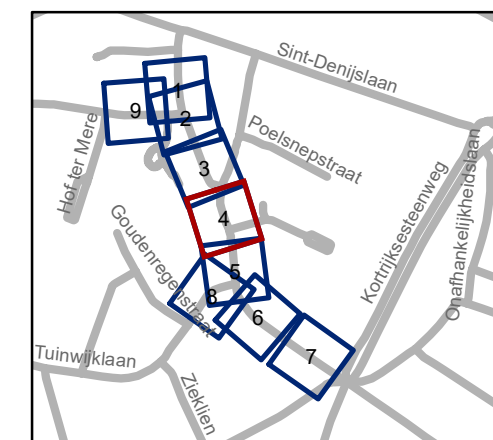 Sint-Denijslaan
1
9
2
Hof ter Mere
Poelsnepstraat
3
Kortrijksesteenweg
Onafhankelijkheidslaan
4
Goudenregenstraat
5
8
6
7
Tuinwijklaan
Zieklien